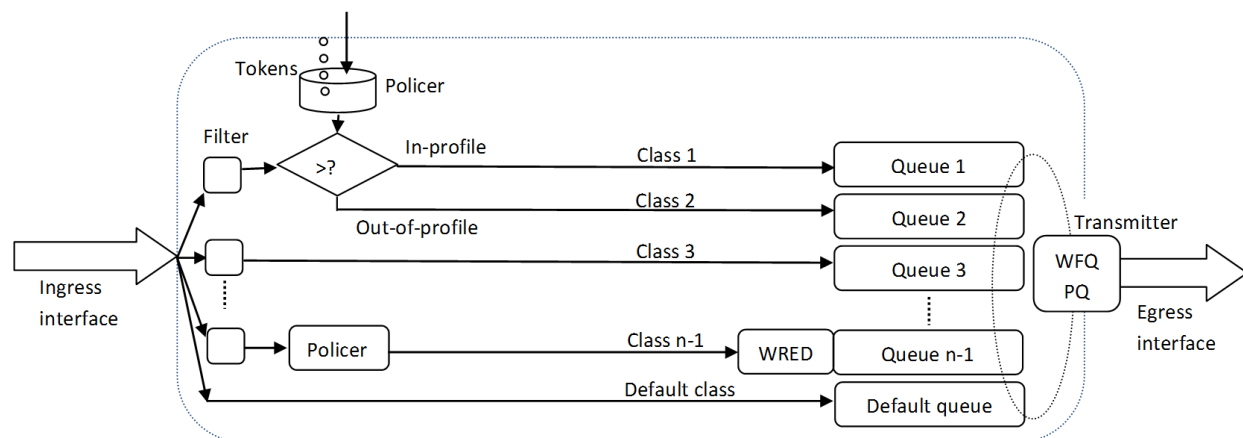 Tokens
Policer
Filter
>?
In-profile
Class 1
Queue 1
Out-of-profile
Class 2
Queue 2
Transmitter
Class 3
Queue 3
WFQ
PQ
Ingress
interface
Egress
interface
Policer
Class n-1
WRED
Queue n-1
Default class
Default queue